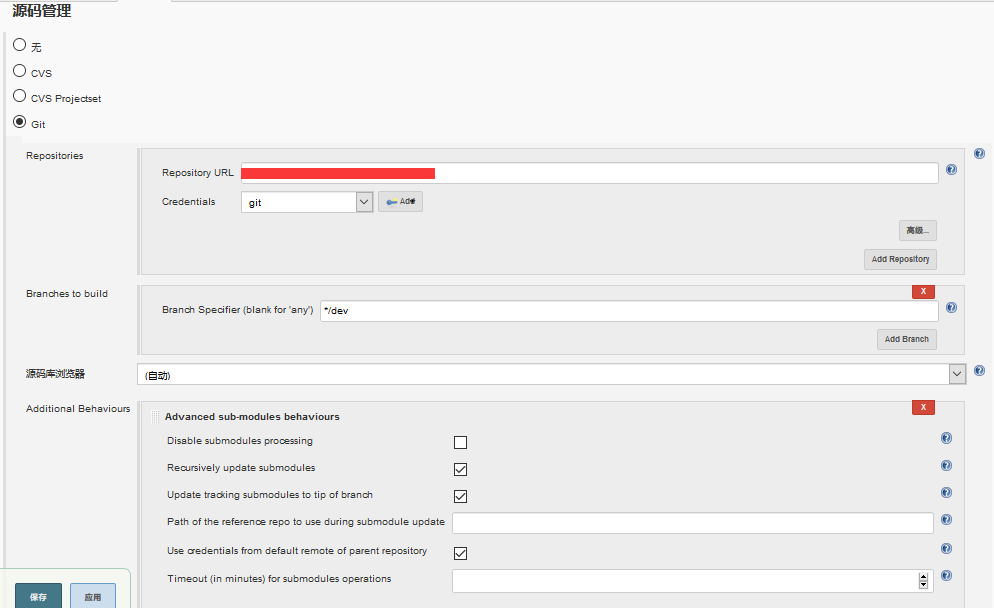 源码管理
无
CVS
CVS Projectset
Git
Repositories
Repository URL
Credentials
git
Add
高级...
Add Repository
Branches to build
X
Branch Specifier (blank for 'any')
*/dev
Add Branch
源码库浏览器
(自动)
Additional Behaviours
X
Advanced sub-modules behaviours
Disable submodules processing
Recursively update submodules
Update tracking submodules to tip of branch
Path of the reference repo to use during submodule update
Use credentials from default remote of parent repository
Timeout (in minutes) for submodules operations
保存
应用